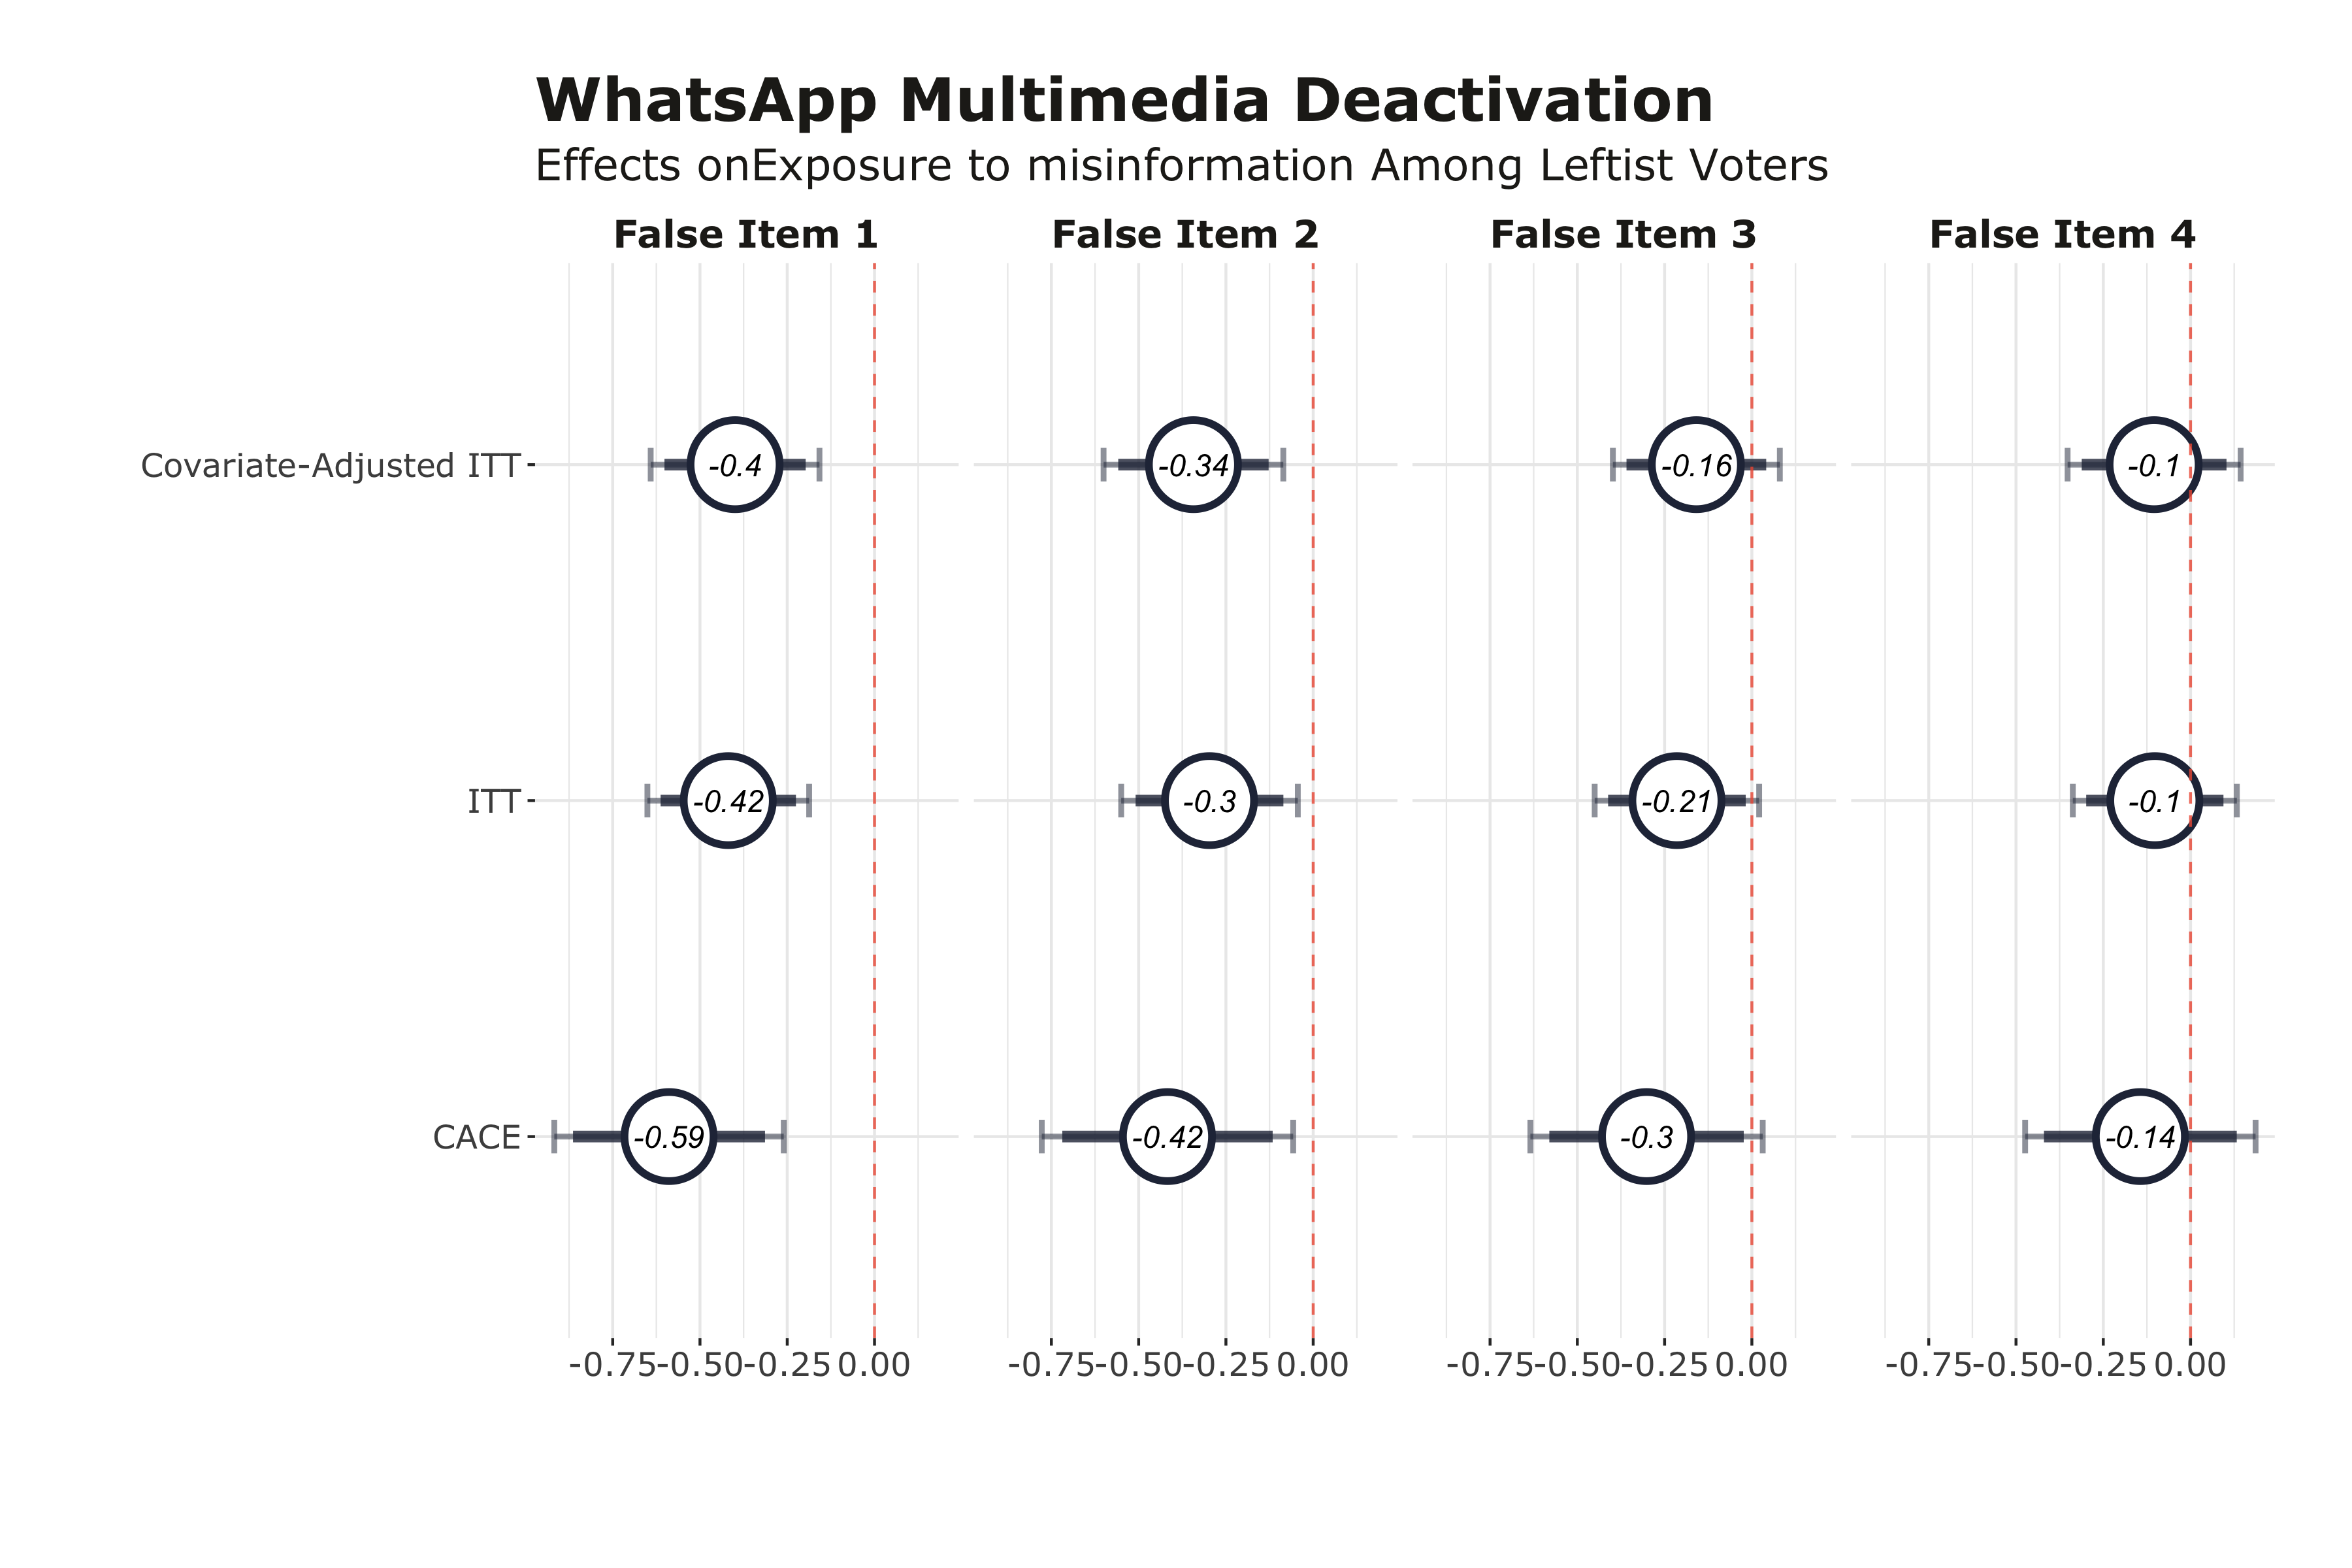 WhatsApp Multimedia Deactivation
Effects onExposure to misinformation Among Leftist Voters
False Item 1 False Item 2 False Item 3 False Item 4
Covariate-Adjusted ITT -0.4 -0.34 -0.16 -0.1
ITT -0.42 -0.3 -0.21 -0.1
CACE -0.59 -0.42 -0.3 -0.14
-0.75 -0.50 -0.25 0.00 -0.75 -0.50 -0.25 0.00 -0.75 -0.50 -0.25 0.00 -0.75 -0.50 -0.25 0.00